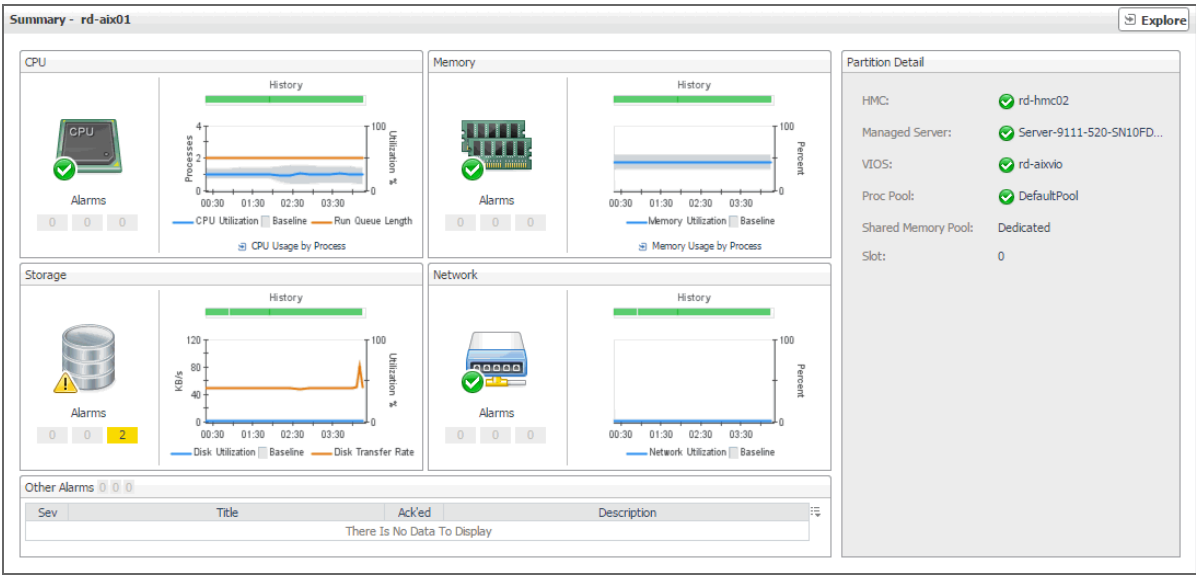 Summary - rd-aix01
Explore
CPU
CPU
Alarms
0 0 0
History
4
2
0
Processes
100
0
Utilization %
00:30 01:30 02:30 03:30
CPU Utilization Baseline Run Queue Length
CPU Usage by Process
Memory
Alarms
0 0 0
History
100
0
Percent
00:30 01:30 02:30 03:30
Memory Utilization Baseline
Memory Usage by Process
Storage
Alarms
0 0 2
History
120
80
40
0
KB/s
100
0
Utilization %
00:30 01:30 02:30 03:30
Disk Utilization Baseline Disk Transfer Rate
Network
Alarms
0 0 0
History
100
0
Percent
00:30 01:30 02:30 03:30
Network Utilization Baseline
Other Alarms 0 0 0
Sev Title Ack'ed Description
There Is No Data To Display
Partition Detail
HMC: rd-hmc02
Managed Server: Server-9111-520-SN10FD...
VIOS: rd-aixvio
Proc Pool: DefaultPool
Shared Memory Pool: Dedicated
Slot: 0